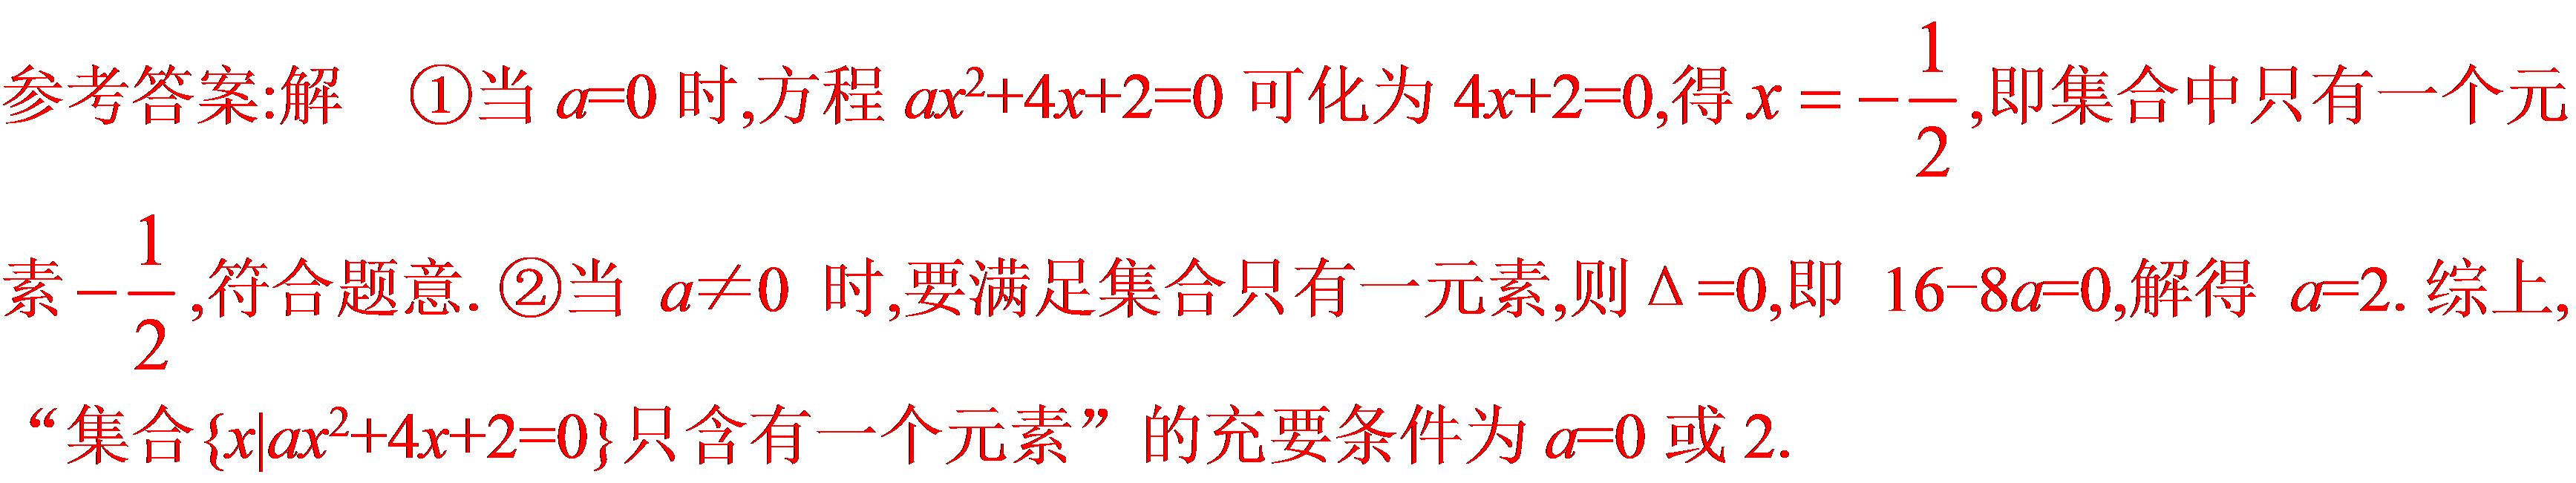 参考答案:解　①当 a=0 时,方程 ax²+4x+2=0 可化为 4x+2=0,得 x = −1/2,即集合中只有一个元
素 −1/2,符合题意. ②当 a≠0 时,要满足集合只有一元素,则 Δ=0,即 16−8a=0,解得 a=2. 综上,
“集合{x|ax²+4x+2=0}只含有一个元素”的充要条件为 a=0 或 2.